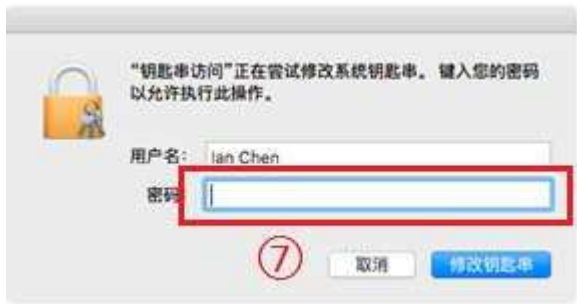 “钥匙串访问”正在尝试修改系统钥匙串。 键入您的密码
以允许执行此操作。
用户名： Ian Chen
密码
⑦ 取消 修改钥匙串